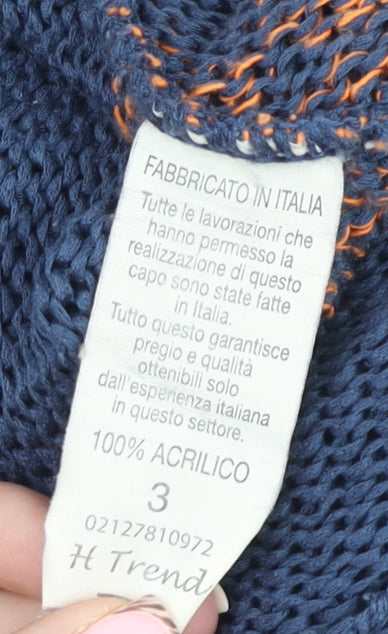 FABBRICATO IN ITALIA
Tutte le lavorazioni che
hanno permesso la
realizzazione di questo
capo sono state fatte
in Italia.
Tutto questo garantisce
pregio e qualità
ottenibili solo
dall'esperienza italiana
in questo settore.
100% ACRILICO
3
02127810972
H Trend